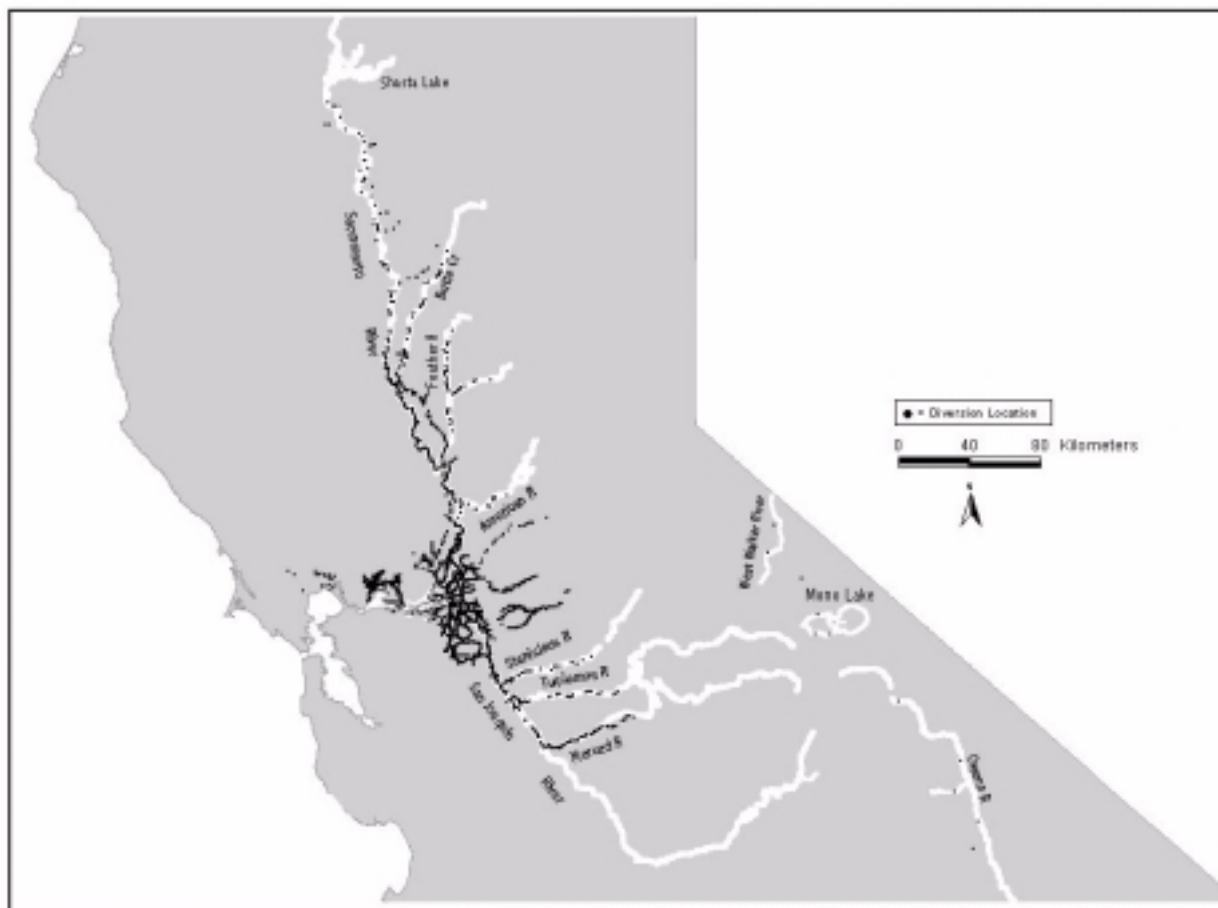 Shasta Lake
Sacramento
Butte Cr
River
Feather R
● = Diversion Location
0 40 80 Kilometers
N
American R
West Walker River
Mono Lake
Stanislaus R
Tuolumne R
San Joaquin
Merced R
River
Owens R